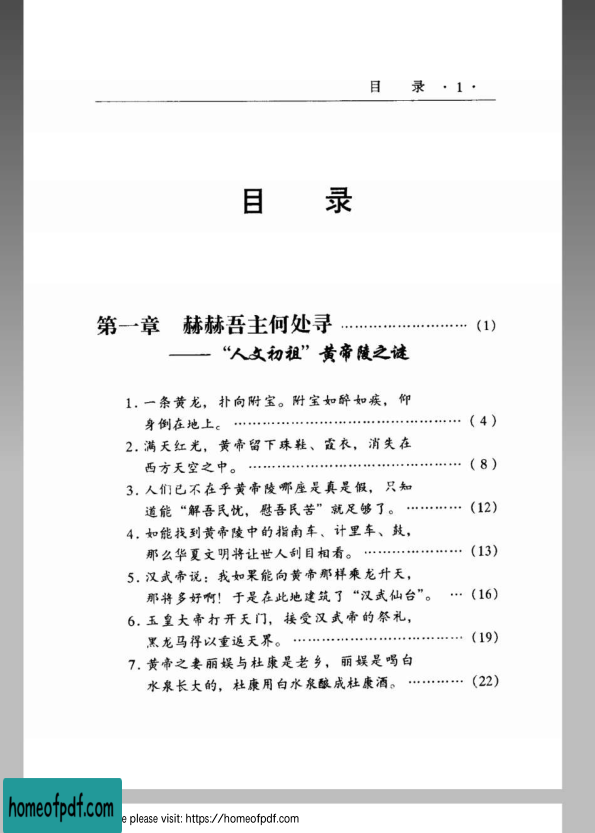 目 录 · 1 ·
目 录
第一章 赫赫吾主何处寻 ……………………… (1)
——“人文初祖”黄帝陵之谜
1. 一条黄龙，扑向附宝。附宝如醉如疾，仰
身倒在地上。 ……………………………………… (4)
2. 满天红光，黄帝留下珠鞋、霞衣，消失在
西方天空之中。 …………………………………… (8)
3. 人们已不在乎黄帝陵哪座是真是假，只知
道能“解吾民忧，慰吾民苦”就足够了。 ………… (12)
4. 如能找到黄帝陵中的指南车、计里车、鼓，
那么华夏文明将让世人刮目相看。 ……………… (13)
5. 汉武帝说：我如果能向黄帝那样乘龙升天，
那将多好啊！于是在此地建筑了“汉武仙台”。 … (16)
6. 玉皇大帝打开天门，接受汉武帝的祭礼，
黑龙马得以重返天界。 …………………………… (19)
7. 黄帝之妻丽娱与杜康是老乡，丽娱是喝白
水泉长大的，杜康用白水泉酿成杜康酒。 ………… (22)
homeofpdf.com
e please visit: https://homeofpdf.com